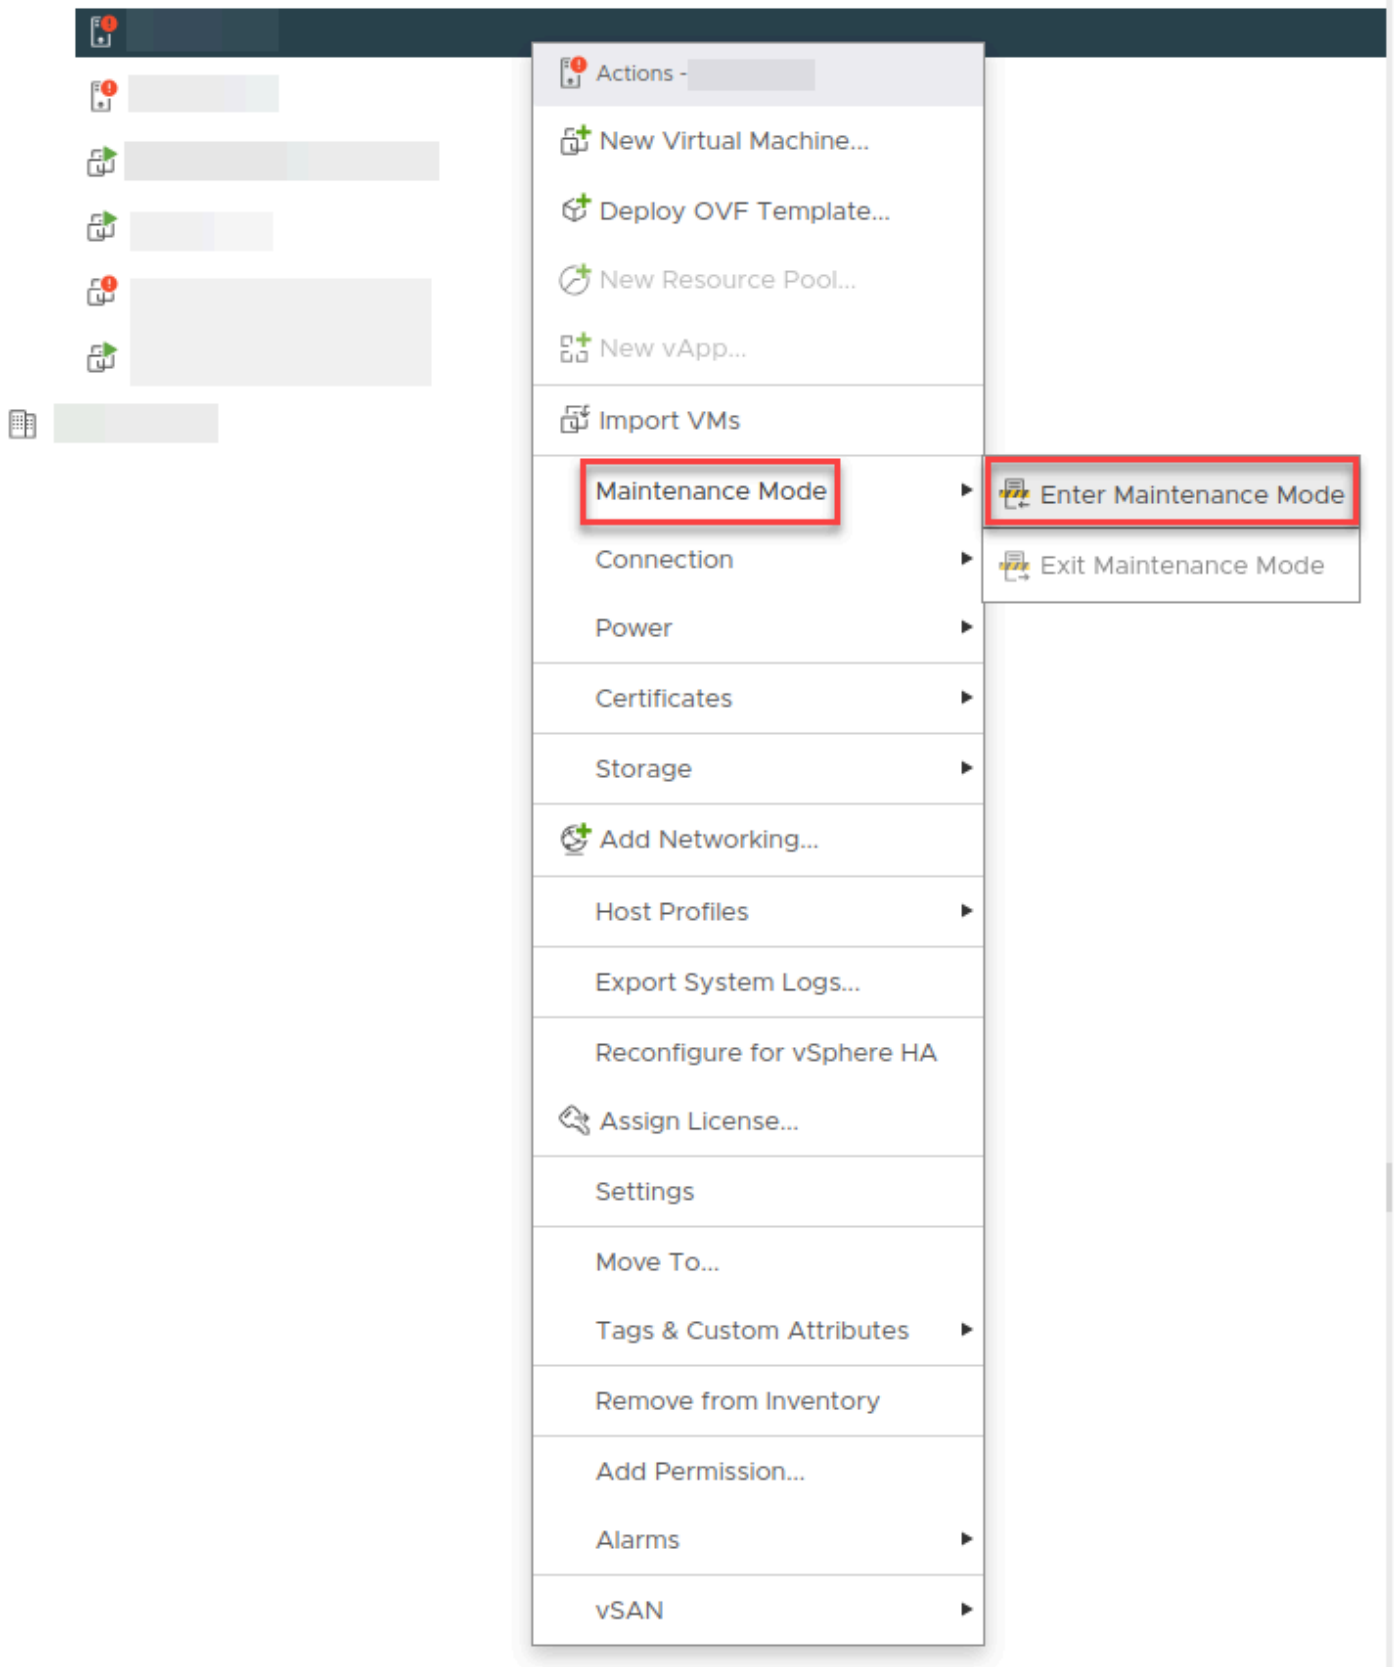 Actions -
New Virtual Machine...
Deploy OVF Template...
New Resource Pool...
New vApp...
Import VMs
Maintenance Mode
Enter Maintenance Mode
Connection
Exit Maintenance Mode
Power
Certificates
Storage
Add Networking...
Host Profiles
Export System Logs...
Reconfigure for vSphere HA
Assign License...
Settings
Move To...
Tags & Custom Attributes
Remove from Inventory
Add Permission...
Alarms
vSAN